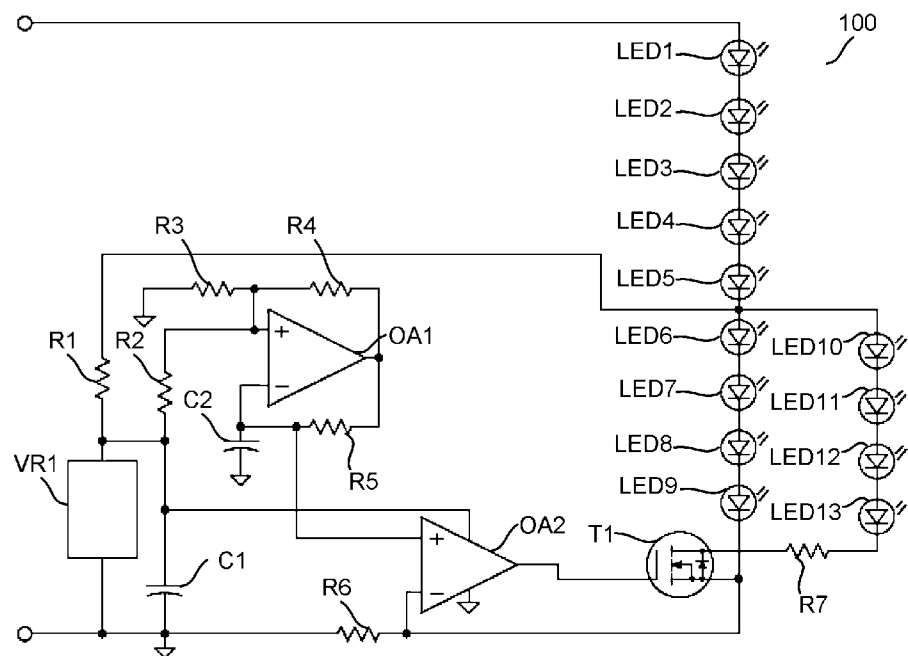 100
LED1
LED2
LED3
LED4
LED5
R3
R4
R1
R2
+
OA1
LED6
LED10
−
C2
LED7
LED11
R5
LED8
LED12
VR1
LED9
LED13
OA2
T1
+
C1
R6
−
R7